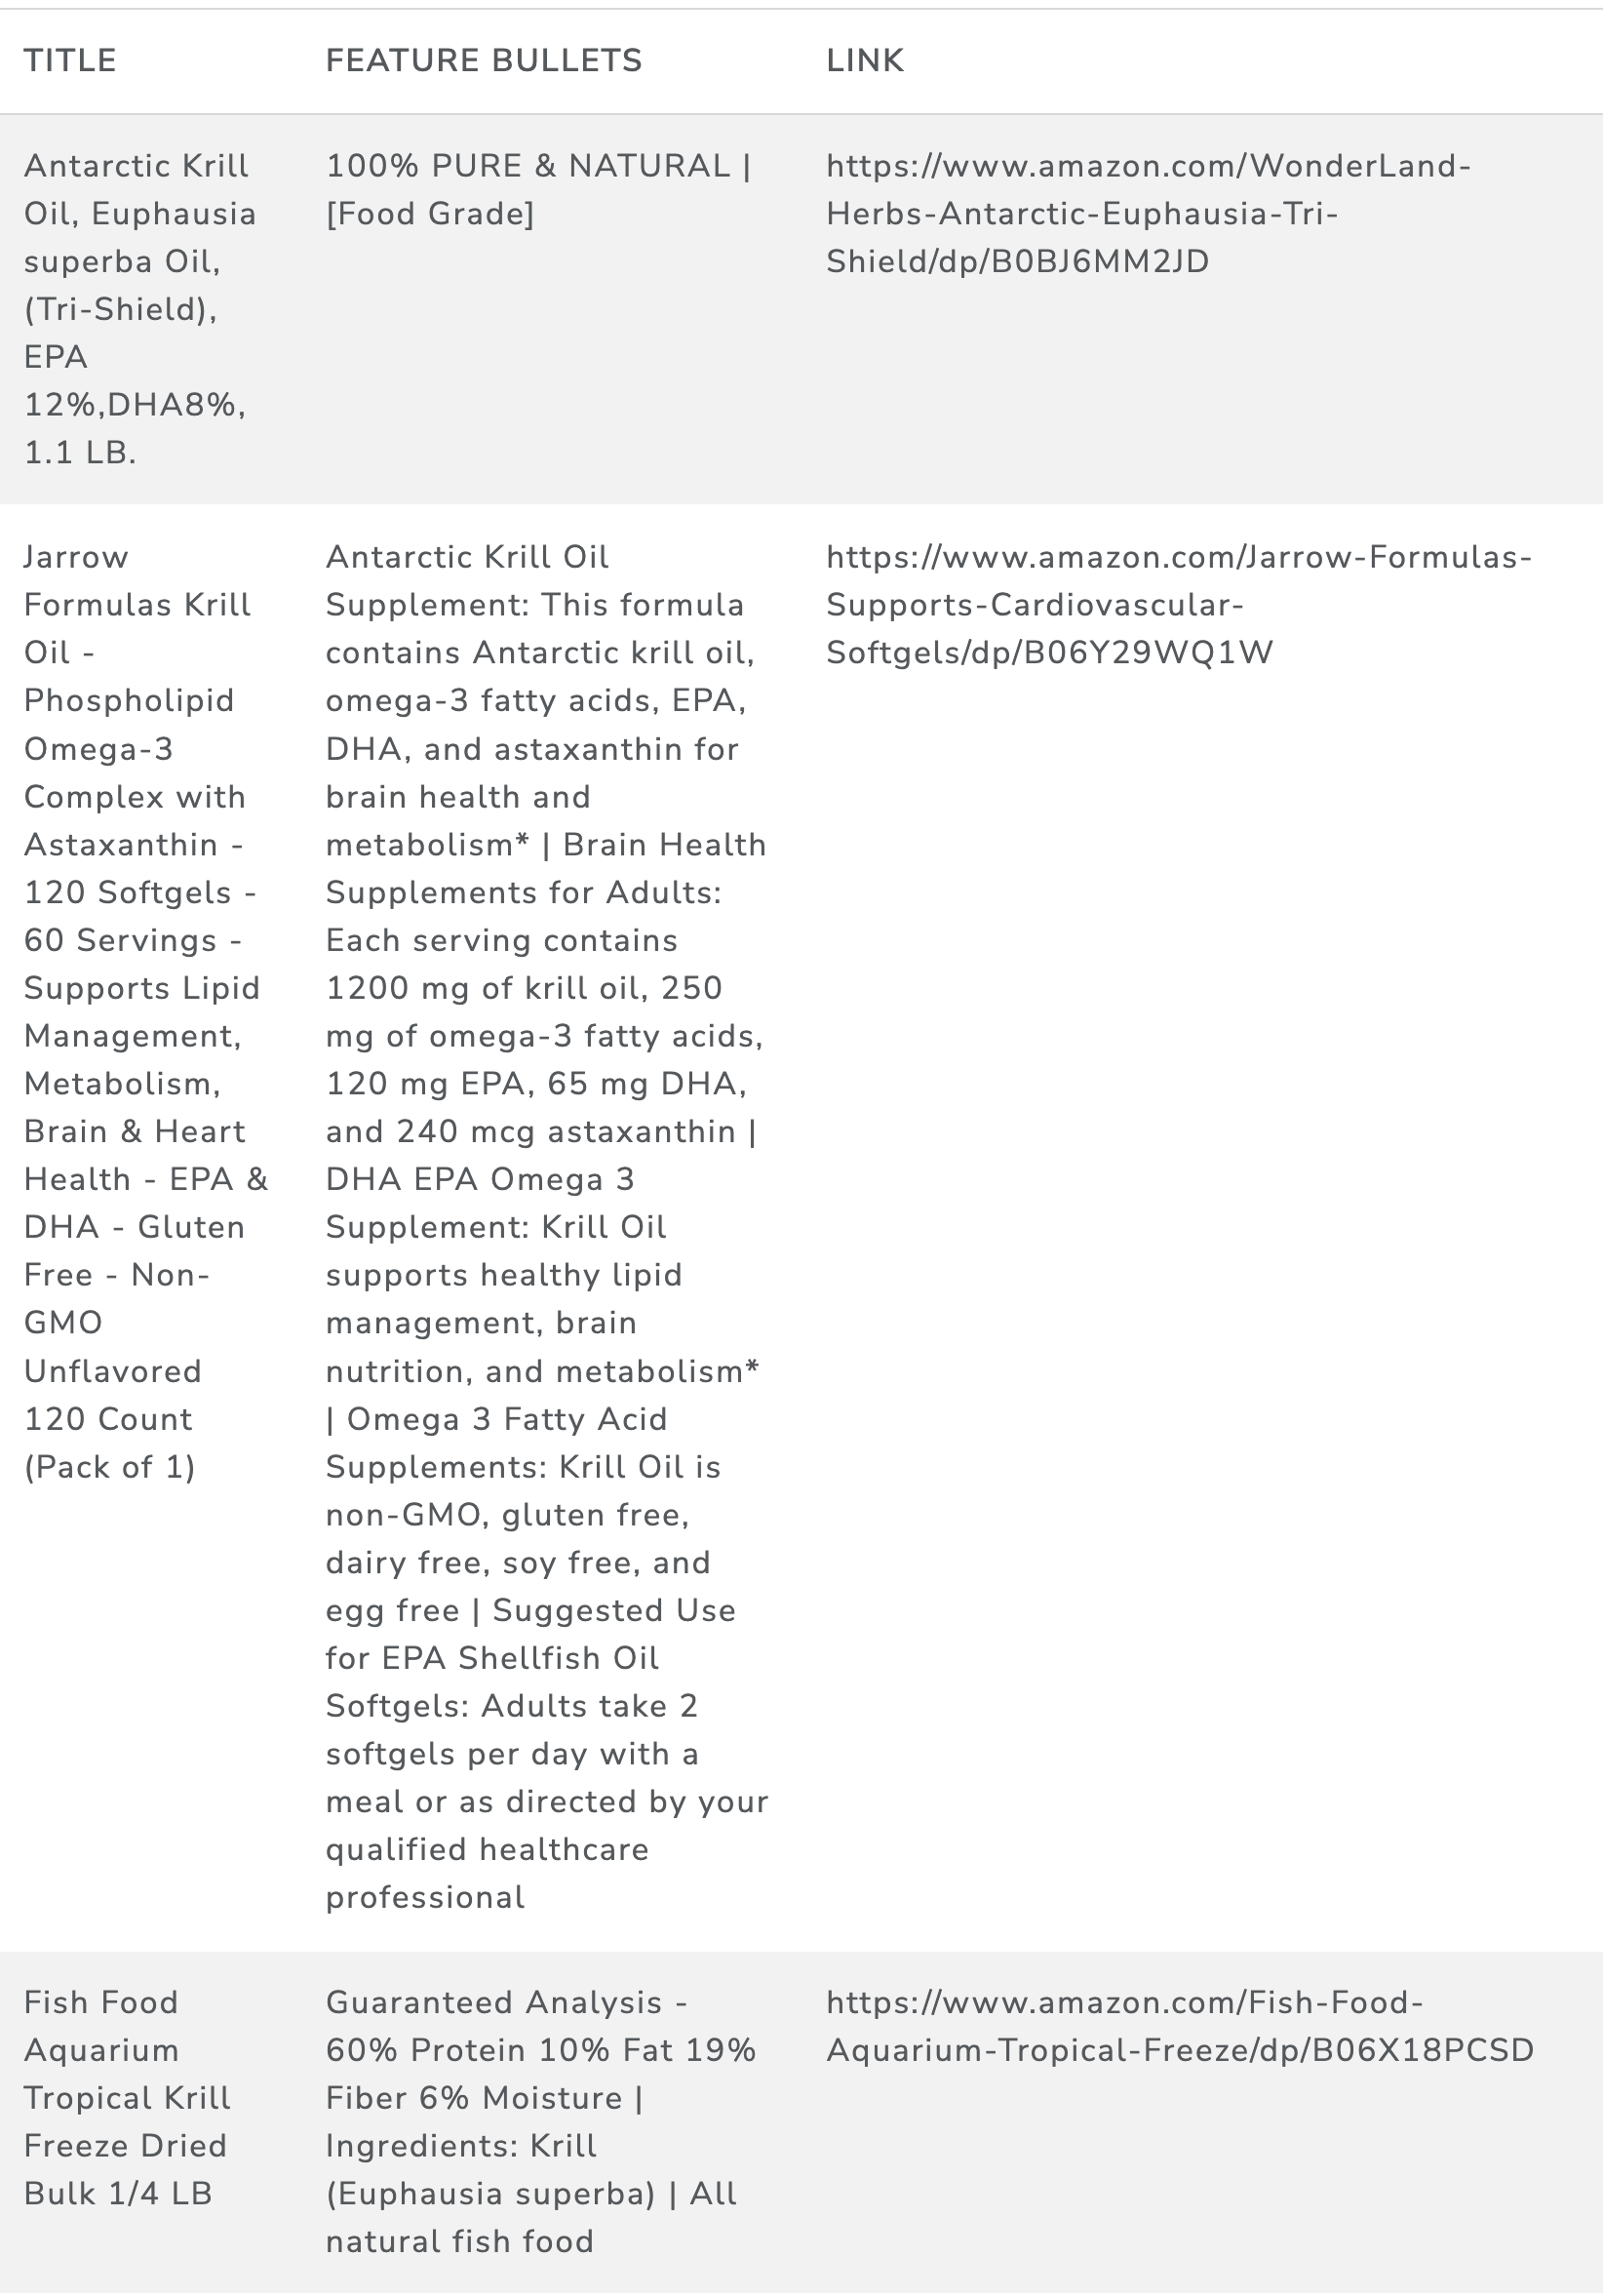 TITLE FEATURE BULLETS LINK
Antarctic Krill
Oil, Euphausia
superba Oil,
(Tri-Shield),
EPA
12%,DHA8%,
1.1 LB.
100% PURE & NATURAL |
[Food Grade]
https://www.amazon.com/WonderLand-
Herbs-Antarctic-Euphausia-Tri-
Shield/dp/B0BJ6MM2JD
Jarrow
Formulas Krill
Oil -
Phospholipid
Omega-3
Complex with
Astaxanthin -
120 Softgels -
60 Servings -
Supports Lipid
Management,
Metabolism,
Brain & Heart
Health - EPA &
DHA - Gluten
Free - Non-
GMO
Unflavored
120 Count
(Pack of 1)
Antarctic Krill Oil
Supplement: This formula
contains Antarctic krill oil,
omega-3 fatty acids, EPA,
DHA, and astaxanthin for
brain health and
metabolism* | Brain Health
Supplements for Adults:
Each serving contains
1200 mg of krill oil, 250
mg of omega-3 fatty acids,
120 mg EPA, 65 mg DHA,
and 240 mcg astaxanthin |
DHA EPA Omega 3
Supplement: Krill Oil
supports healthy lipid
management, brain
nutrition, and metabolism*
| Omega 3 Fatty Acid
Supplements: Krill Oil is
non-GMO, gluten free,
dairy free, soy free, and
egg free | Suggested Use
for EPA Shellfish Oil
Softgels: Adults take 2
softgels per day with a
meal or as directed by your
qualified healthcare
professional
https://www.amazon.com/Jarrow-Formulas-
Supports-Cardiovascular-
Softgels/dp/B06Y29WQ1W
Fish Food
Aquarium
Tropical Krill
Freeze Dried
Bulk 1/4 LB
Guaranteed Analysis -
60% Protein 10% Fat 19%
Fiber 6% Moisture |
Ingredients: Krill
(Euphausia superba) | All
natural fish food
https://www.amazon.com/Fish-Food-
Aquarium-Tropical-Freeze/dp/B06X18PCSD